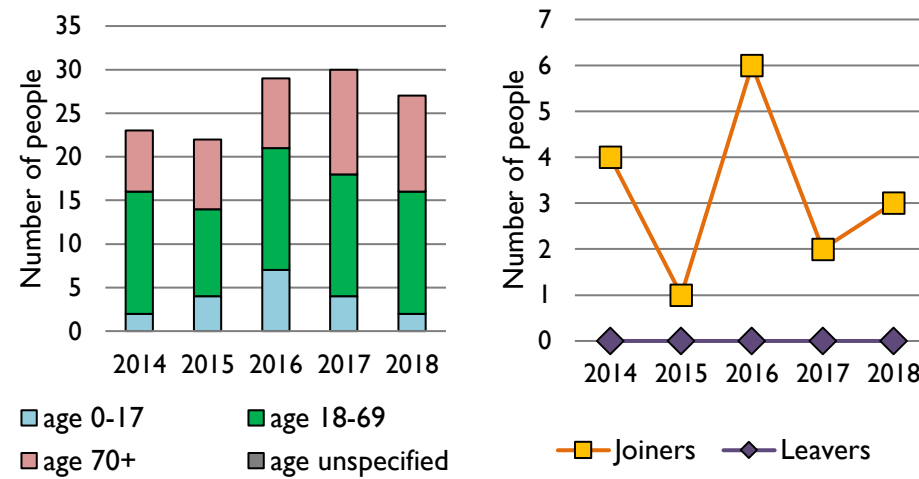 Number of people
35
30
25
20
15
10
5
0
2014 2015 2016 2017 2018
age 0-17 age 18-69
age 70+ age unspecified
Number of people
7
6
5
4
3
2
1
0
2014 2015 2016 2017 2018
Joiners Leavers